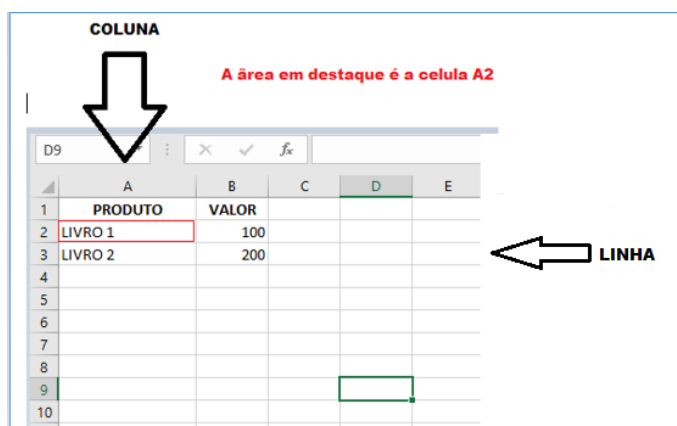 COLUNA
A ãrea em destaque é a celula A2
D9 fx
A B C D E
1 PRODUTO VALOR
2 LIVRO 1 100
3 LIVRO 2 200
LINHA
4
5
6
7
8
9
10